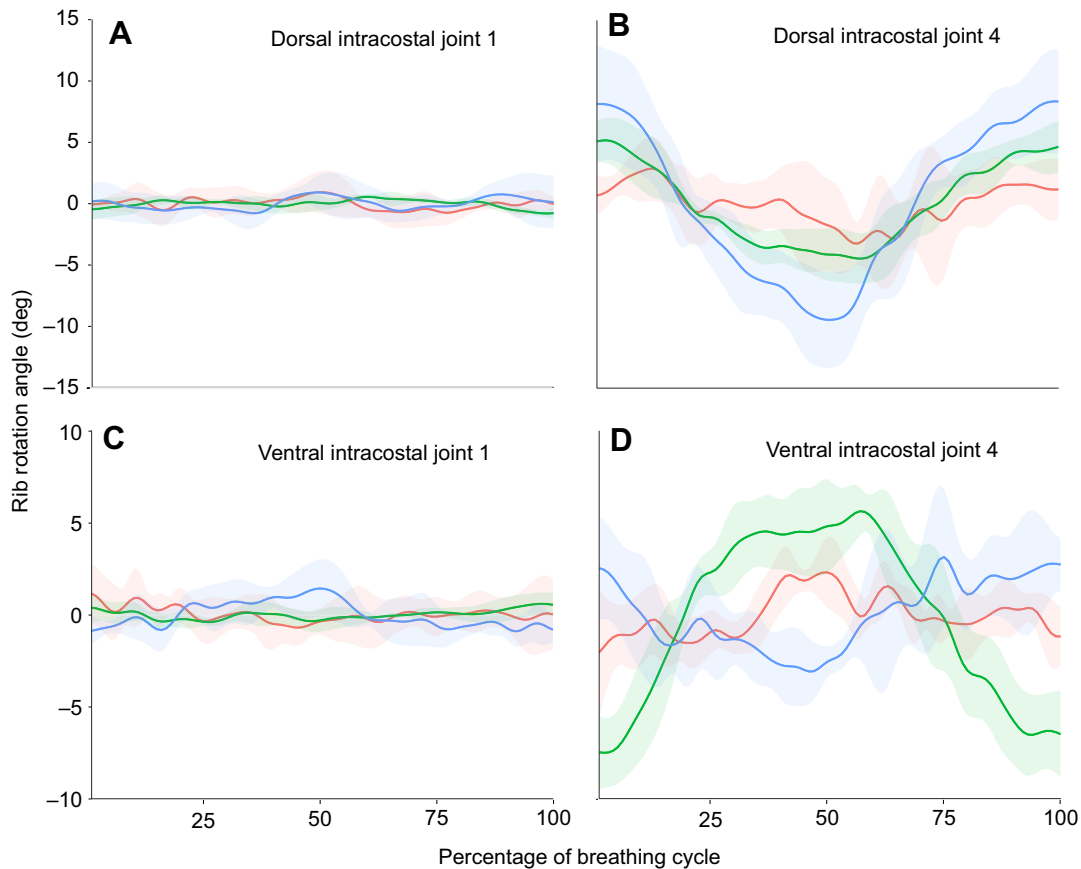 A
Dorsal intracostal joint 1
B
Dorsal intracostal joint 4
15
10
5
0
–5
–10
–15
Rib rotation angle (deg)
C
Ventral intracostal joint 1
D
Ventral intracostal joint 4
10
5
0
–5
–10
25 50 75 100
25 50 75 100
Percentage of breathing cycle